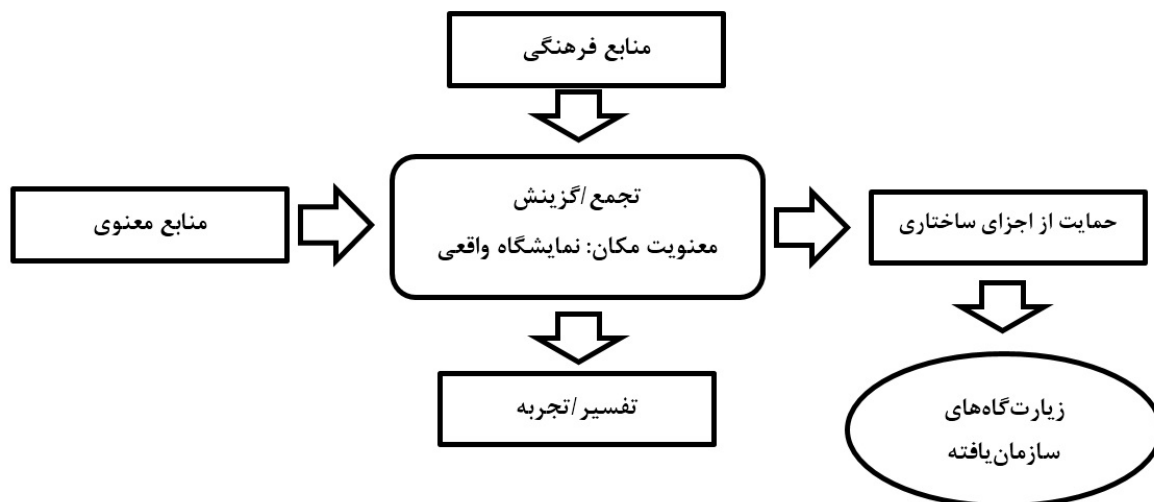 منابع فرهنگی
تجمع/گزینش
معنویت مکان: نمایشگاه واقعی
منابع معنوی
حمایت از اجزای ساختاری
تفسیر/تجربه
زیارت‌گاه‌های
سازمان‌یافته